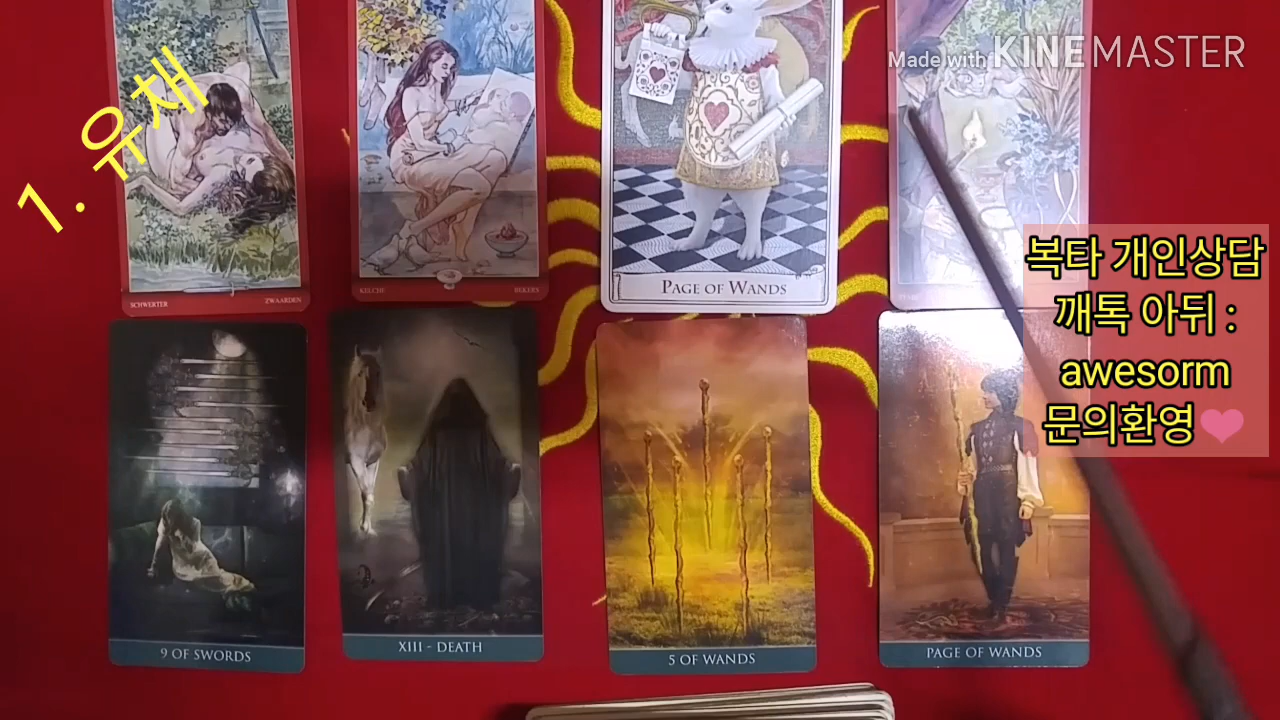 1. 유채
Made with KINEMASTER
SCHWERTER ZWAARDEN
KELCHE BEKERS
PAGE OF WANDS
복타 개인상담
깨톡 아뒤 :
awesorm
문의환영
9 OF SWORDS
XIII - DEATH
5 OF WANDS
PAGE OF WANDS